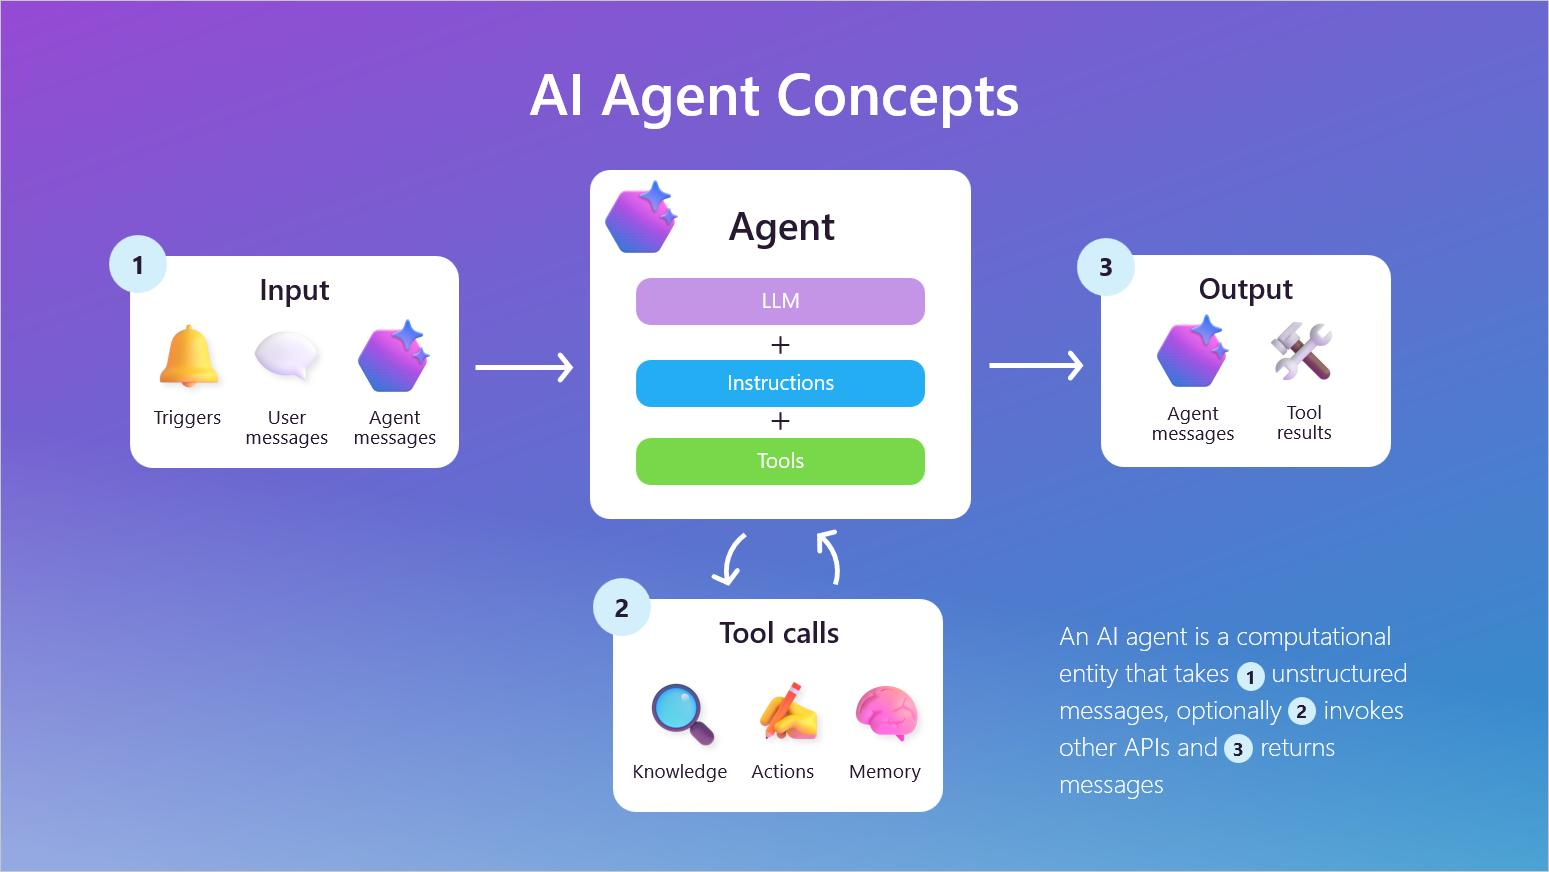 AI Agent Concepts
1
Input
Triggers
User
messages
Agent
messages
Agent
LLM
+
Instructions
+
Tools
3
Output
Agent
messages
Tool
results
2
Tool calls
Knowledge
Actions
Memory
An AI agent is a computational
entity that takes 1 unstructured
messages, optionally 2 invokes
other APIs and 3 returns
messages